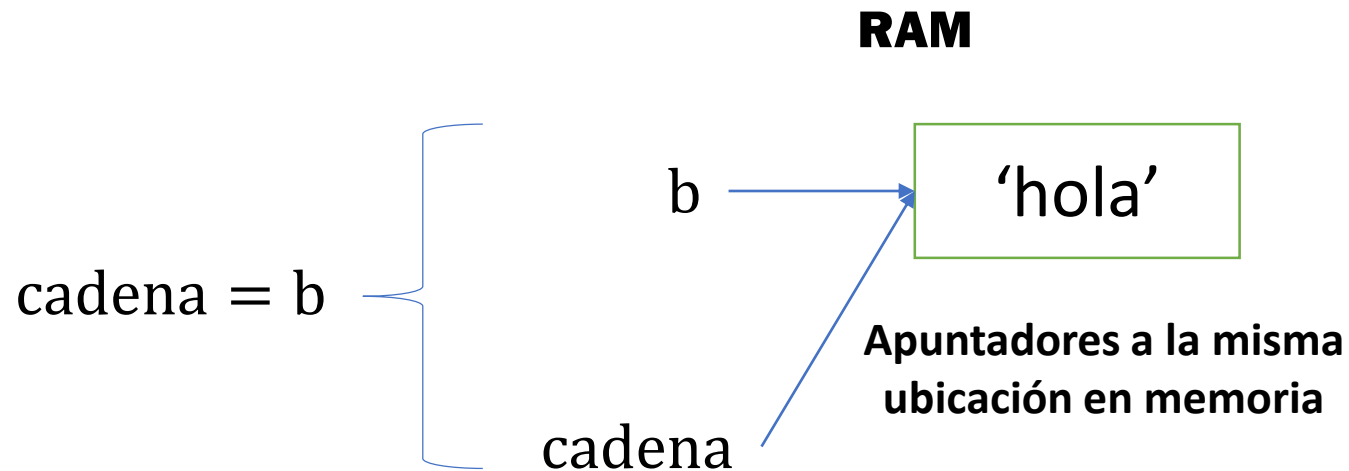 RAM
b
‘hola’
cadena = b
Apuntadores a la misma
ubicación en memoria
cadena